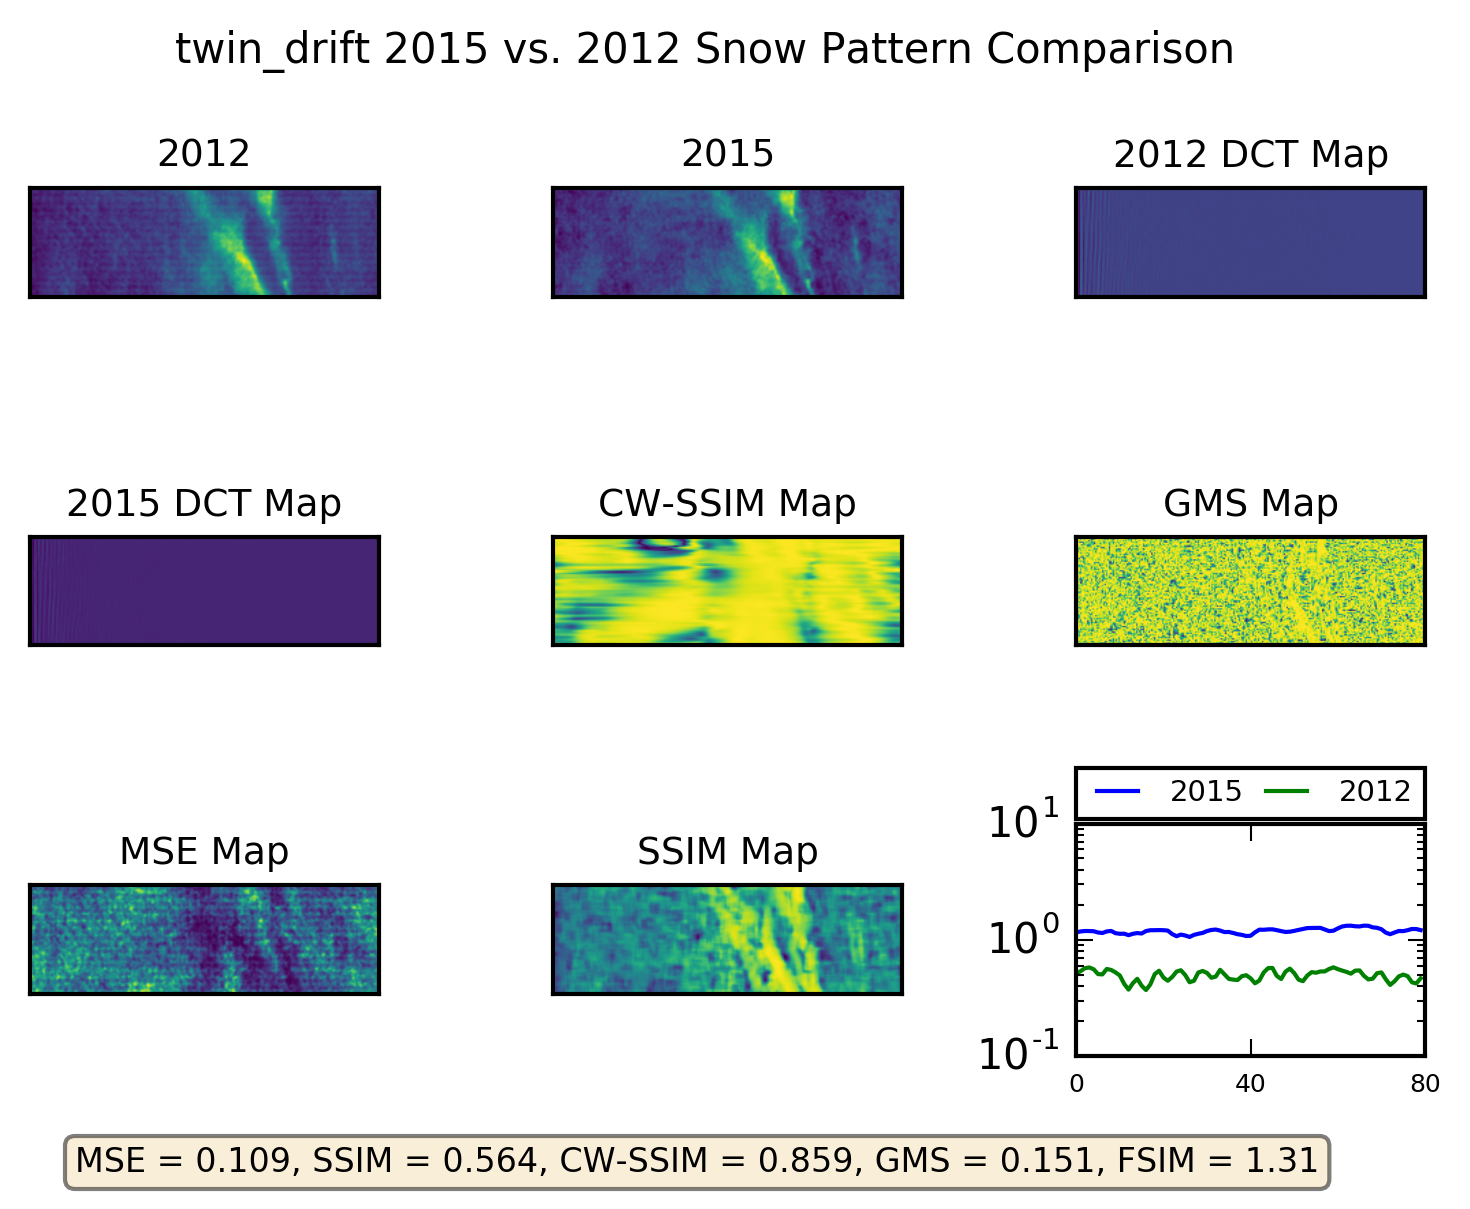 twin_drift 2015 vs. 2012 Snow Pattern Comparison
2012
2015
2012 DCT Map
2015 DCT Map
CW-SSIM Map
GMS Map
MSE Map
SSIM Map
2015 2012
10^1
10^0
10^-1
0 40 80
MSE = 0.109, SSIM = 0.564, CW-SSIM = 0.859, GMS = 0.151, FSIM = 1.31